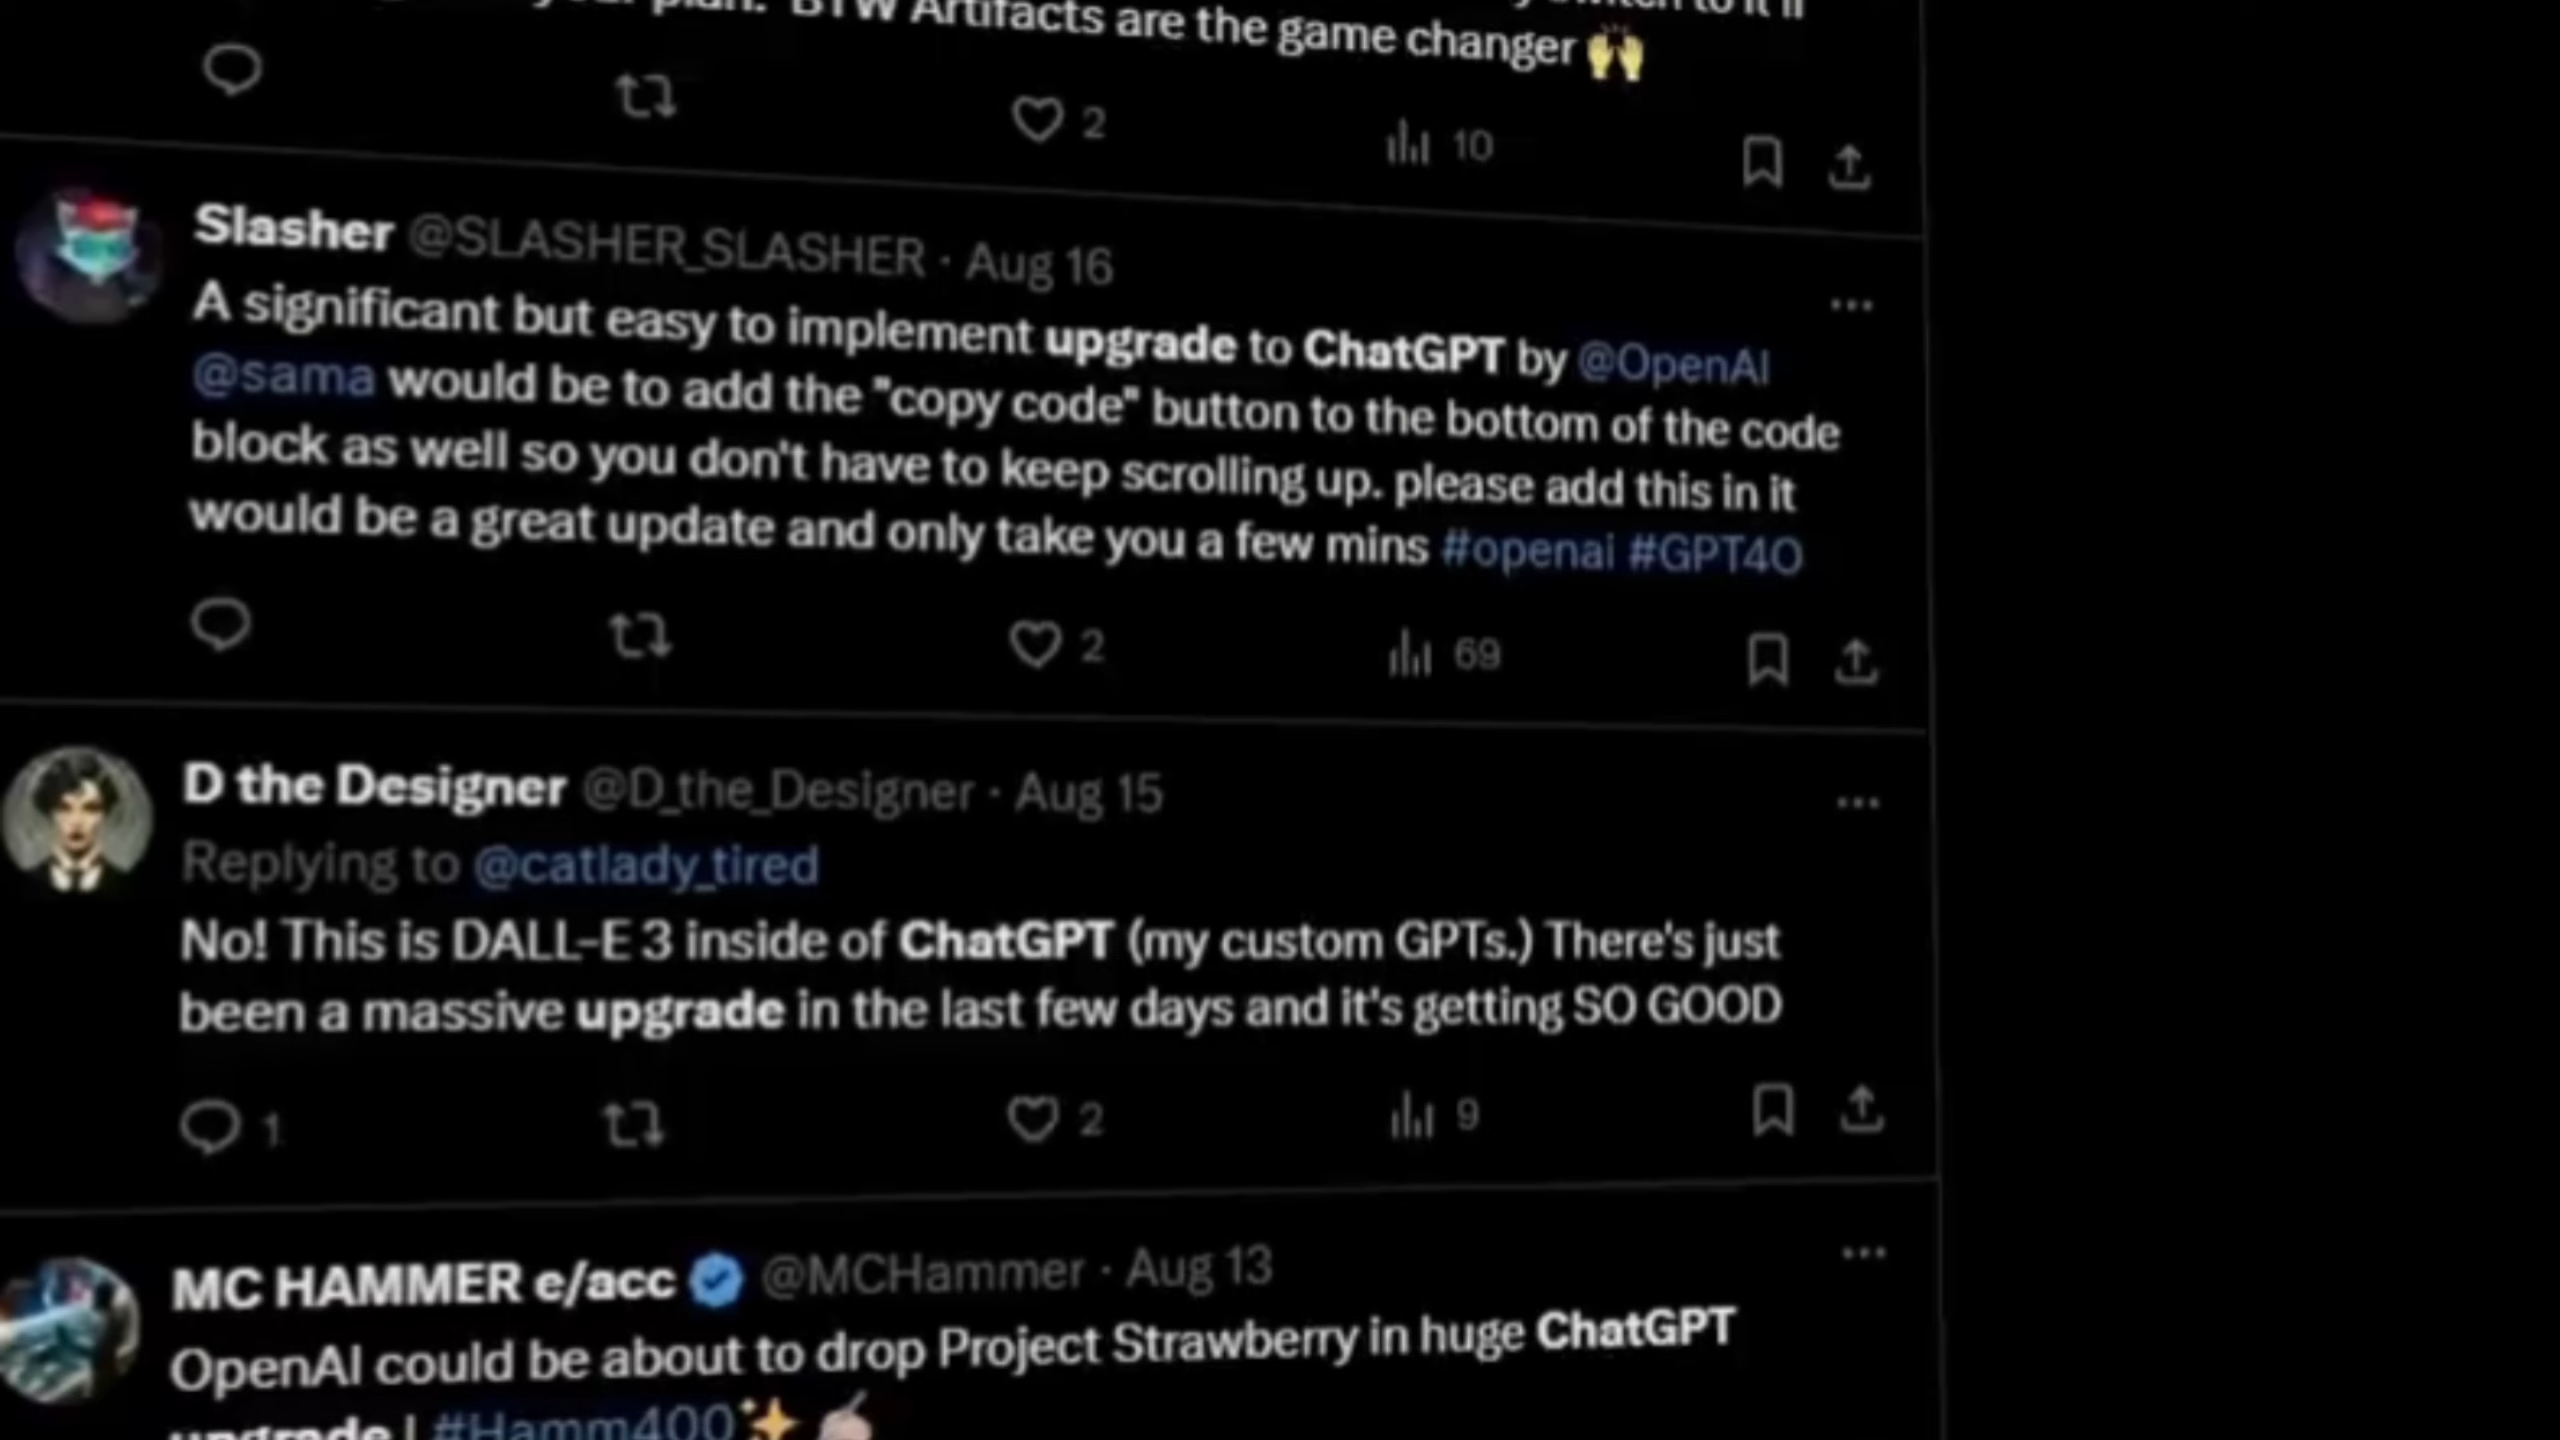 BTW Artifacts are the game changer 🙌
2 10
Slasher @SLASHER_SLASHER · Aug 16
A significant but easy to implement upgrade to ChatGPT by @OpenAI
@sama would be to add the "copy code" button to the bottom of the code
block as well so you don't have to keep scrolling up. please add this in it
would be a great update and only take you a few mins #openai #GPT4O
2 69
D the Designer @D_the_Designer · Aug 15
Replying to @catlady_tired
No! This is DALL-E 3 inside of ChatGPT (my custom GPTs.) There's just
been a massive upgrade in the last few days and it's getting SO GOOD
1 2 9
MC HAMMER e/acc @MCHammer · Aug 13
OpenAI could be about to drop Project Strawberry in huge ChatGPT
upgrade | #Hamm400✨